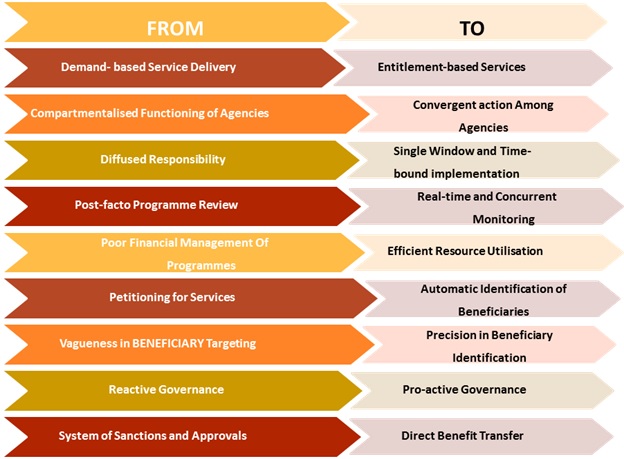 FROM
TO
Demand- based Service Delivery
Entitlement-based Services
Compartmentalised Functioning of Agencies
Convergent action Among
Agencies
Diffused Responsibility
Single Window and Time-
bound implementation
Post-facto Programme Review
Real-time and Concurrent
Monitoring
Poor Financial Management Of
Programmes
Efficient Resource Utilisation
Petitioning for Services
Automatic Identification of
Beneficiaries
Vagueness in BENEFICIARY Targeting
Precision in Beneficiary
Identification
Reactive Governance
Pro-active Governance
System of Sanctions and Approvals
Direct Benefit Transfer